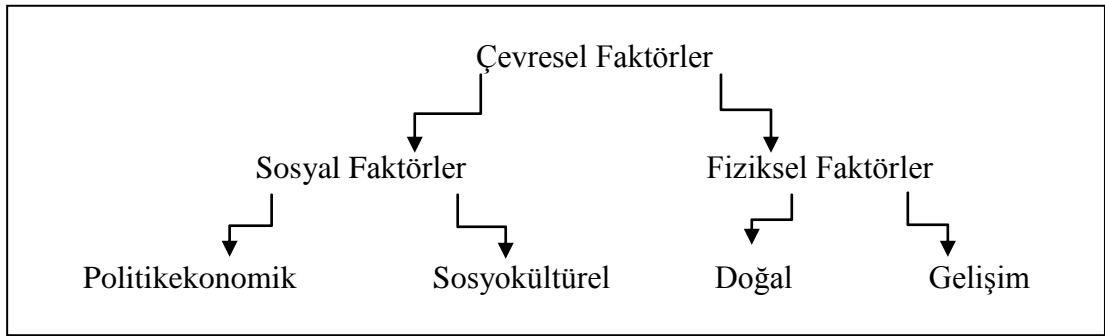 Çevresel Faktörler
Sosyal Faktörler Fiziksel Faktörler
Politikekonomik Sosyokültürel Doğal Gelişim